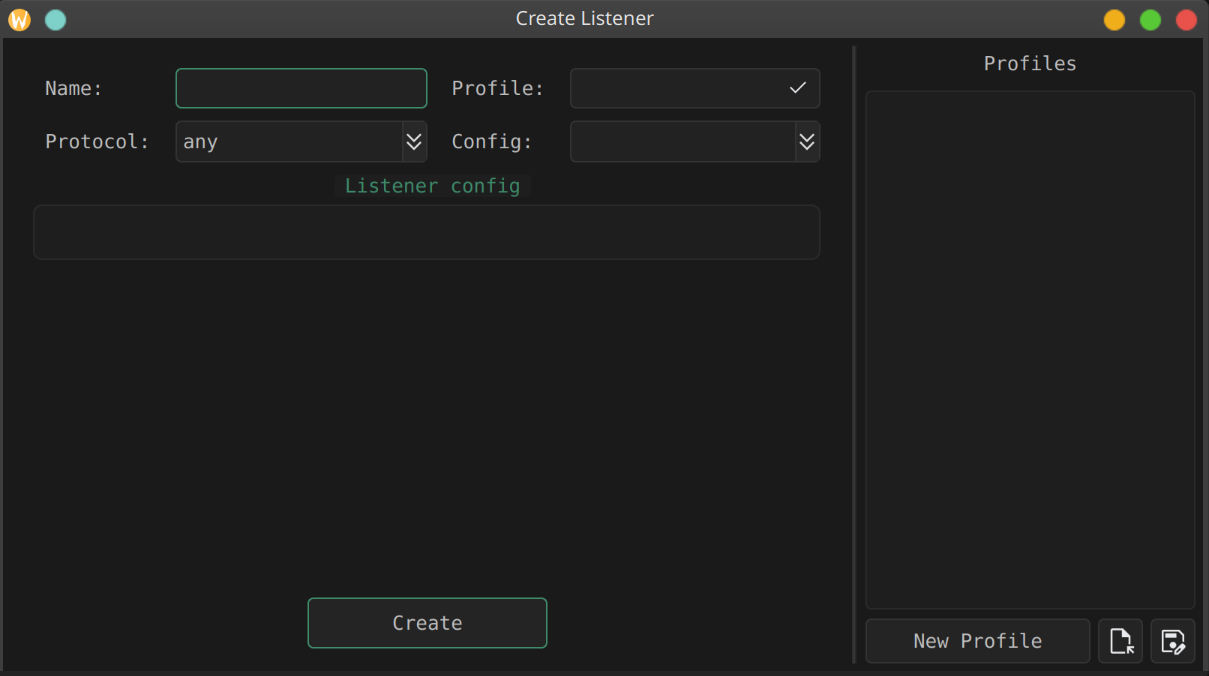 Create Listener
Name:
Profile:
Protocol:
any
Config:
Listener config
Create
Profiles
New Profile